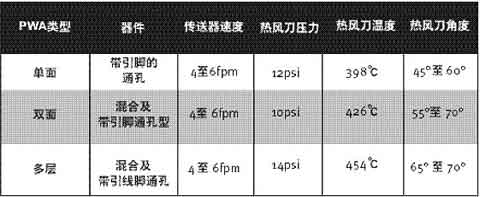 PWA类型 器件 传送器速度 热风刀压力 热风刀温度 热风刀角度
单面 带引脚的通孔 4至6fpm 12psi 398℃ 45°至60°
双面 混合及带引脚通孔型 4至6fpm 10psi 426℃ 55°至70°
多层 混合及带引线脚通孔 4至6fpm 14psi 454℃ 65°至70°